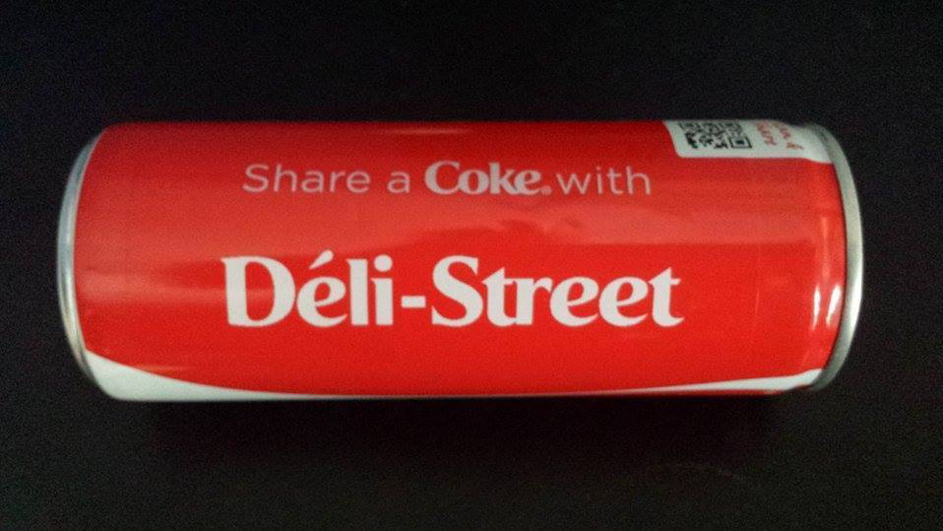 Share a Coke with
Déli-Street